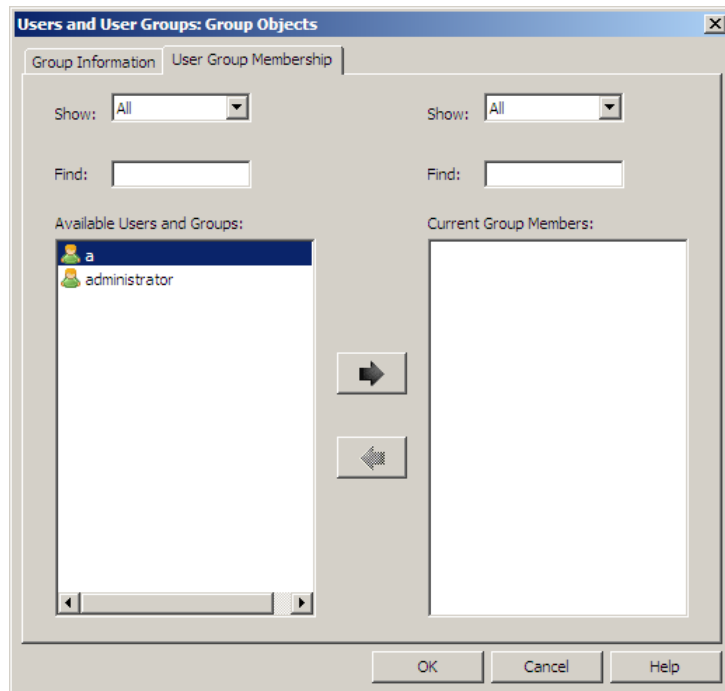 Users and User Groups: Group Objects
Group Information User Group Membership
Show: All Show: All
Find: Find:
Available Users and Groups: Current Group Members:
a
administrator
OK Cancel Help